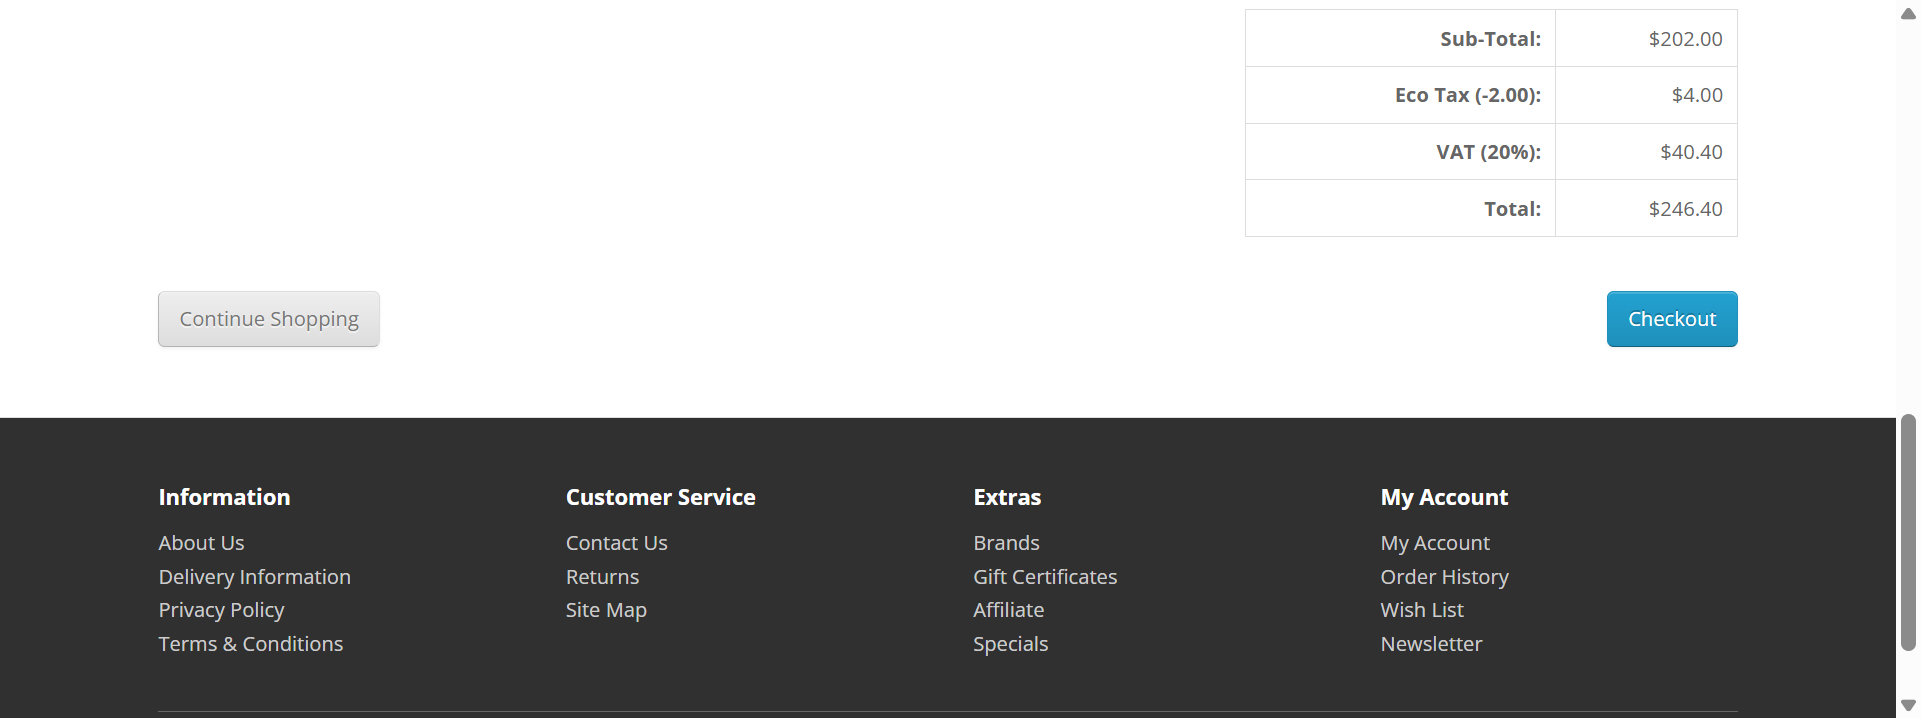 Sub-Total: $202.00
Eco Tax (-2.00): $4.00
VAT (20%): $40.40
Total: $246.40
Continue Shopping
Checkout
Information
About Us
Delivery Information
Privacy Policy
Terms & Conditions
Customer Service
Contact Us
Returns
Site Map
Extras
Brands
Gift Certificates
Affiliate
Specials
My Account
My Account
Order History
Wish List
Newsletter